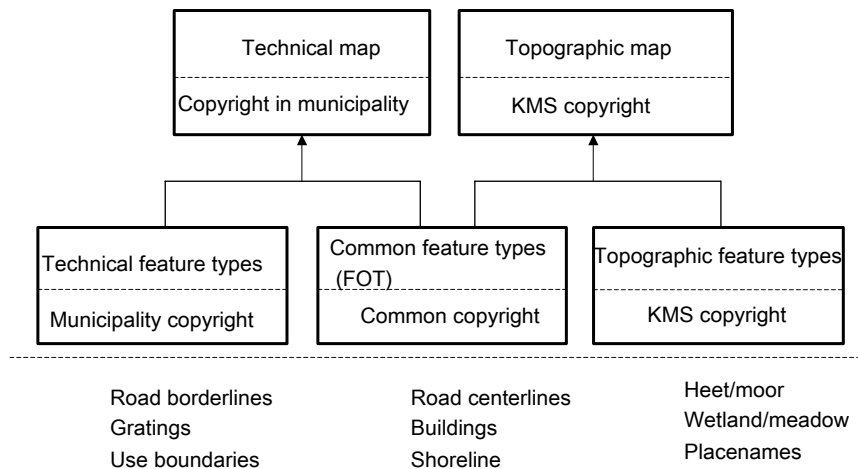 Technical map
Copyright in municipality
Topographic map
KMS copyright
Technical feature types
Municipality copyright
Common feature types
(FOT)
Common copyright
Topographic feature types
KMS copyright
Road borderlines
Gratings
Use boundaries
Road centerlines
Buildings
Shoreline
Heet/moor
Wetland/meadow
Placenames